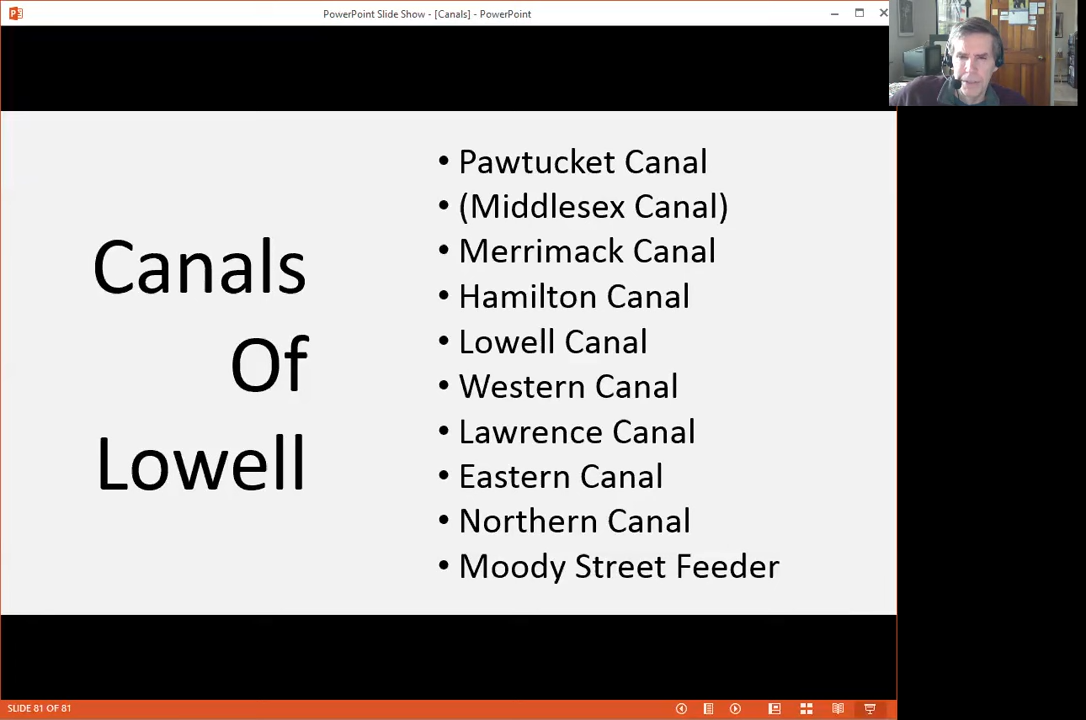 PowerPoint Slide Show - [Canals] - PowerPoint
Canals
Of
Lowell
• Pawtucket Canal
• (Middlesex Canal)
• Merrimack Canal
• Hamilton Canal
• Lowell Canal
• Western Canal
• Lawrence Canal
• Eastern Canal
• Northern Canal
• Moody Street Feeder
SLIDE 81 OF 81